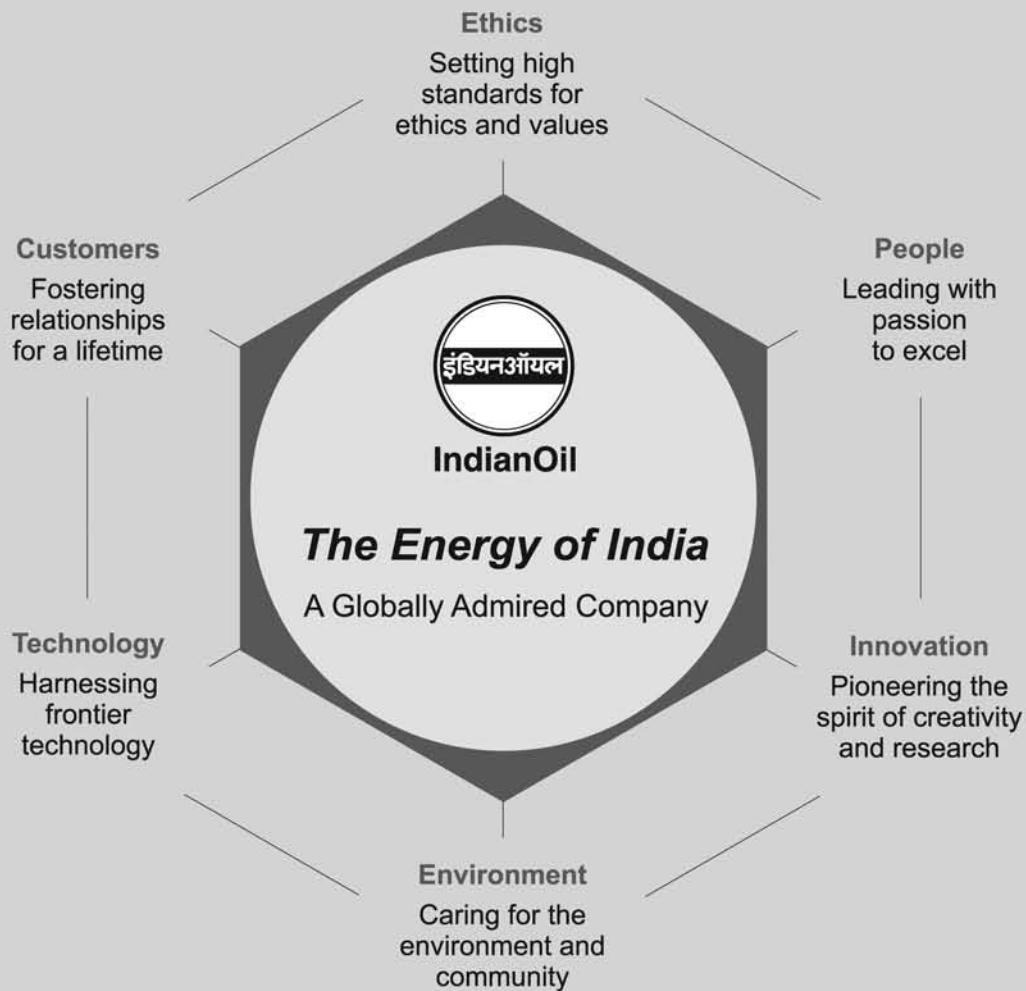 Ethics
Setting high
standards for
ethics and values
Customers
Fostering
relationships
for a lifetime
People
Leading with
passion
to excel
इंडियनऑयल
IndianOil
The Energy of India
A Globally Admired Company
Technology
Harnessing
frontier
technology
Innovation
Pioneering the
spirit of creativity
and research
Environment
Caring for the
environment and
community